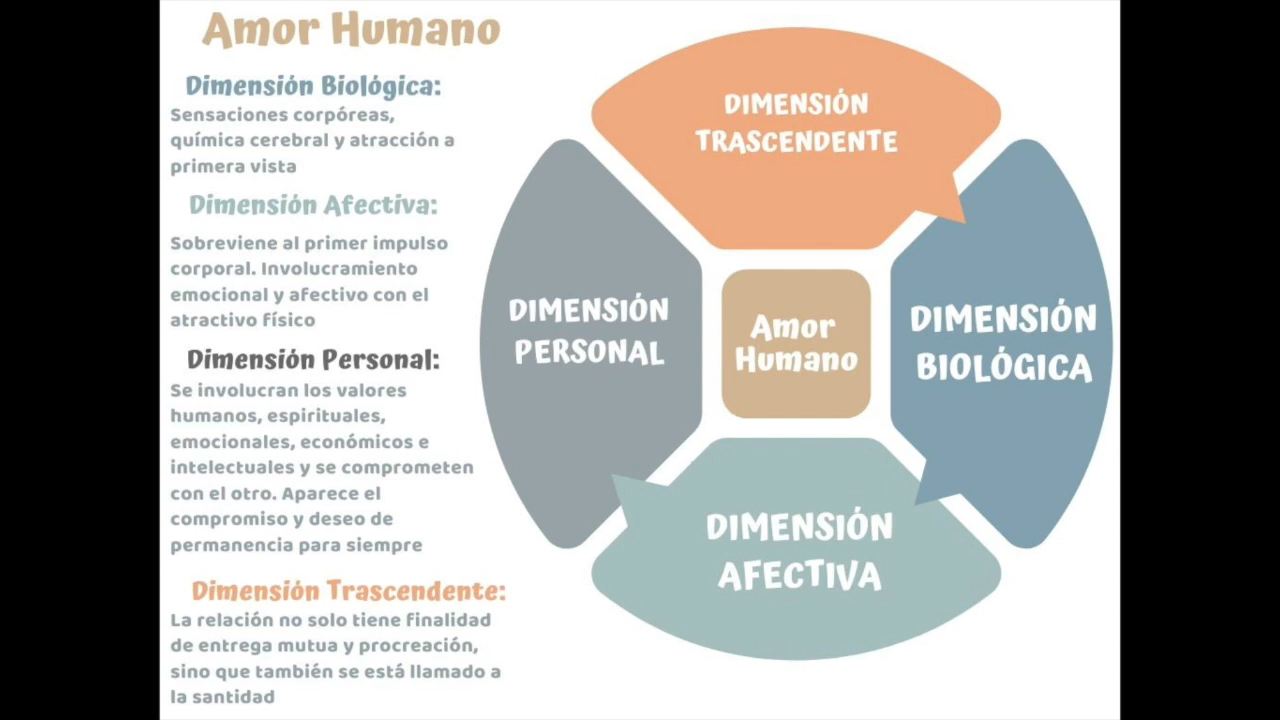 Amor Humano
Dimensión Biológica:
Sensaciones corpóreas,
química cerebral y atracción a
primera vista
Dimensión Afectiva:
Sobreviene al primer impulso
corporal. Involucramiento
emocional y afectivo con el
atractivo físico
Dimensión Personal:
Se involucran los valores
humanos, espirituales,
emocionales, económicos e
intelectuales y se comprometen
con el otro. Aparece el
compromiso y deseo de
permanencia para siempre
Dimensión Trascendente:
La relación no solo tiene finalidad
de entrega mutua y procreación,
sino que también se está llamado a
la santidad
DIMENSIÓN
TRASCENDENTE
DIMENSIÓN
PERSONAL
Amor
Humano
DIMENSIÓN
BIOLÓGICA
DIMENSIÓN
AFECTIVA